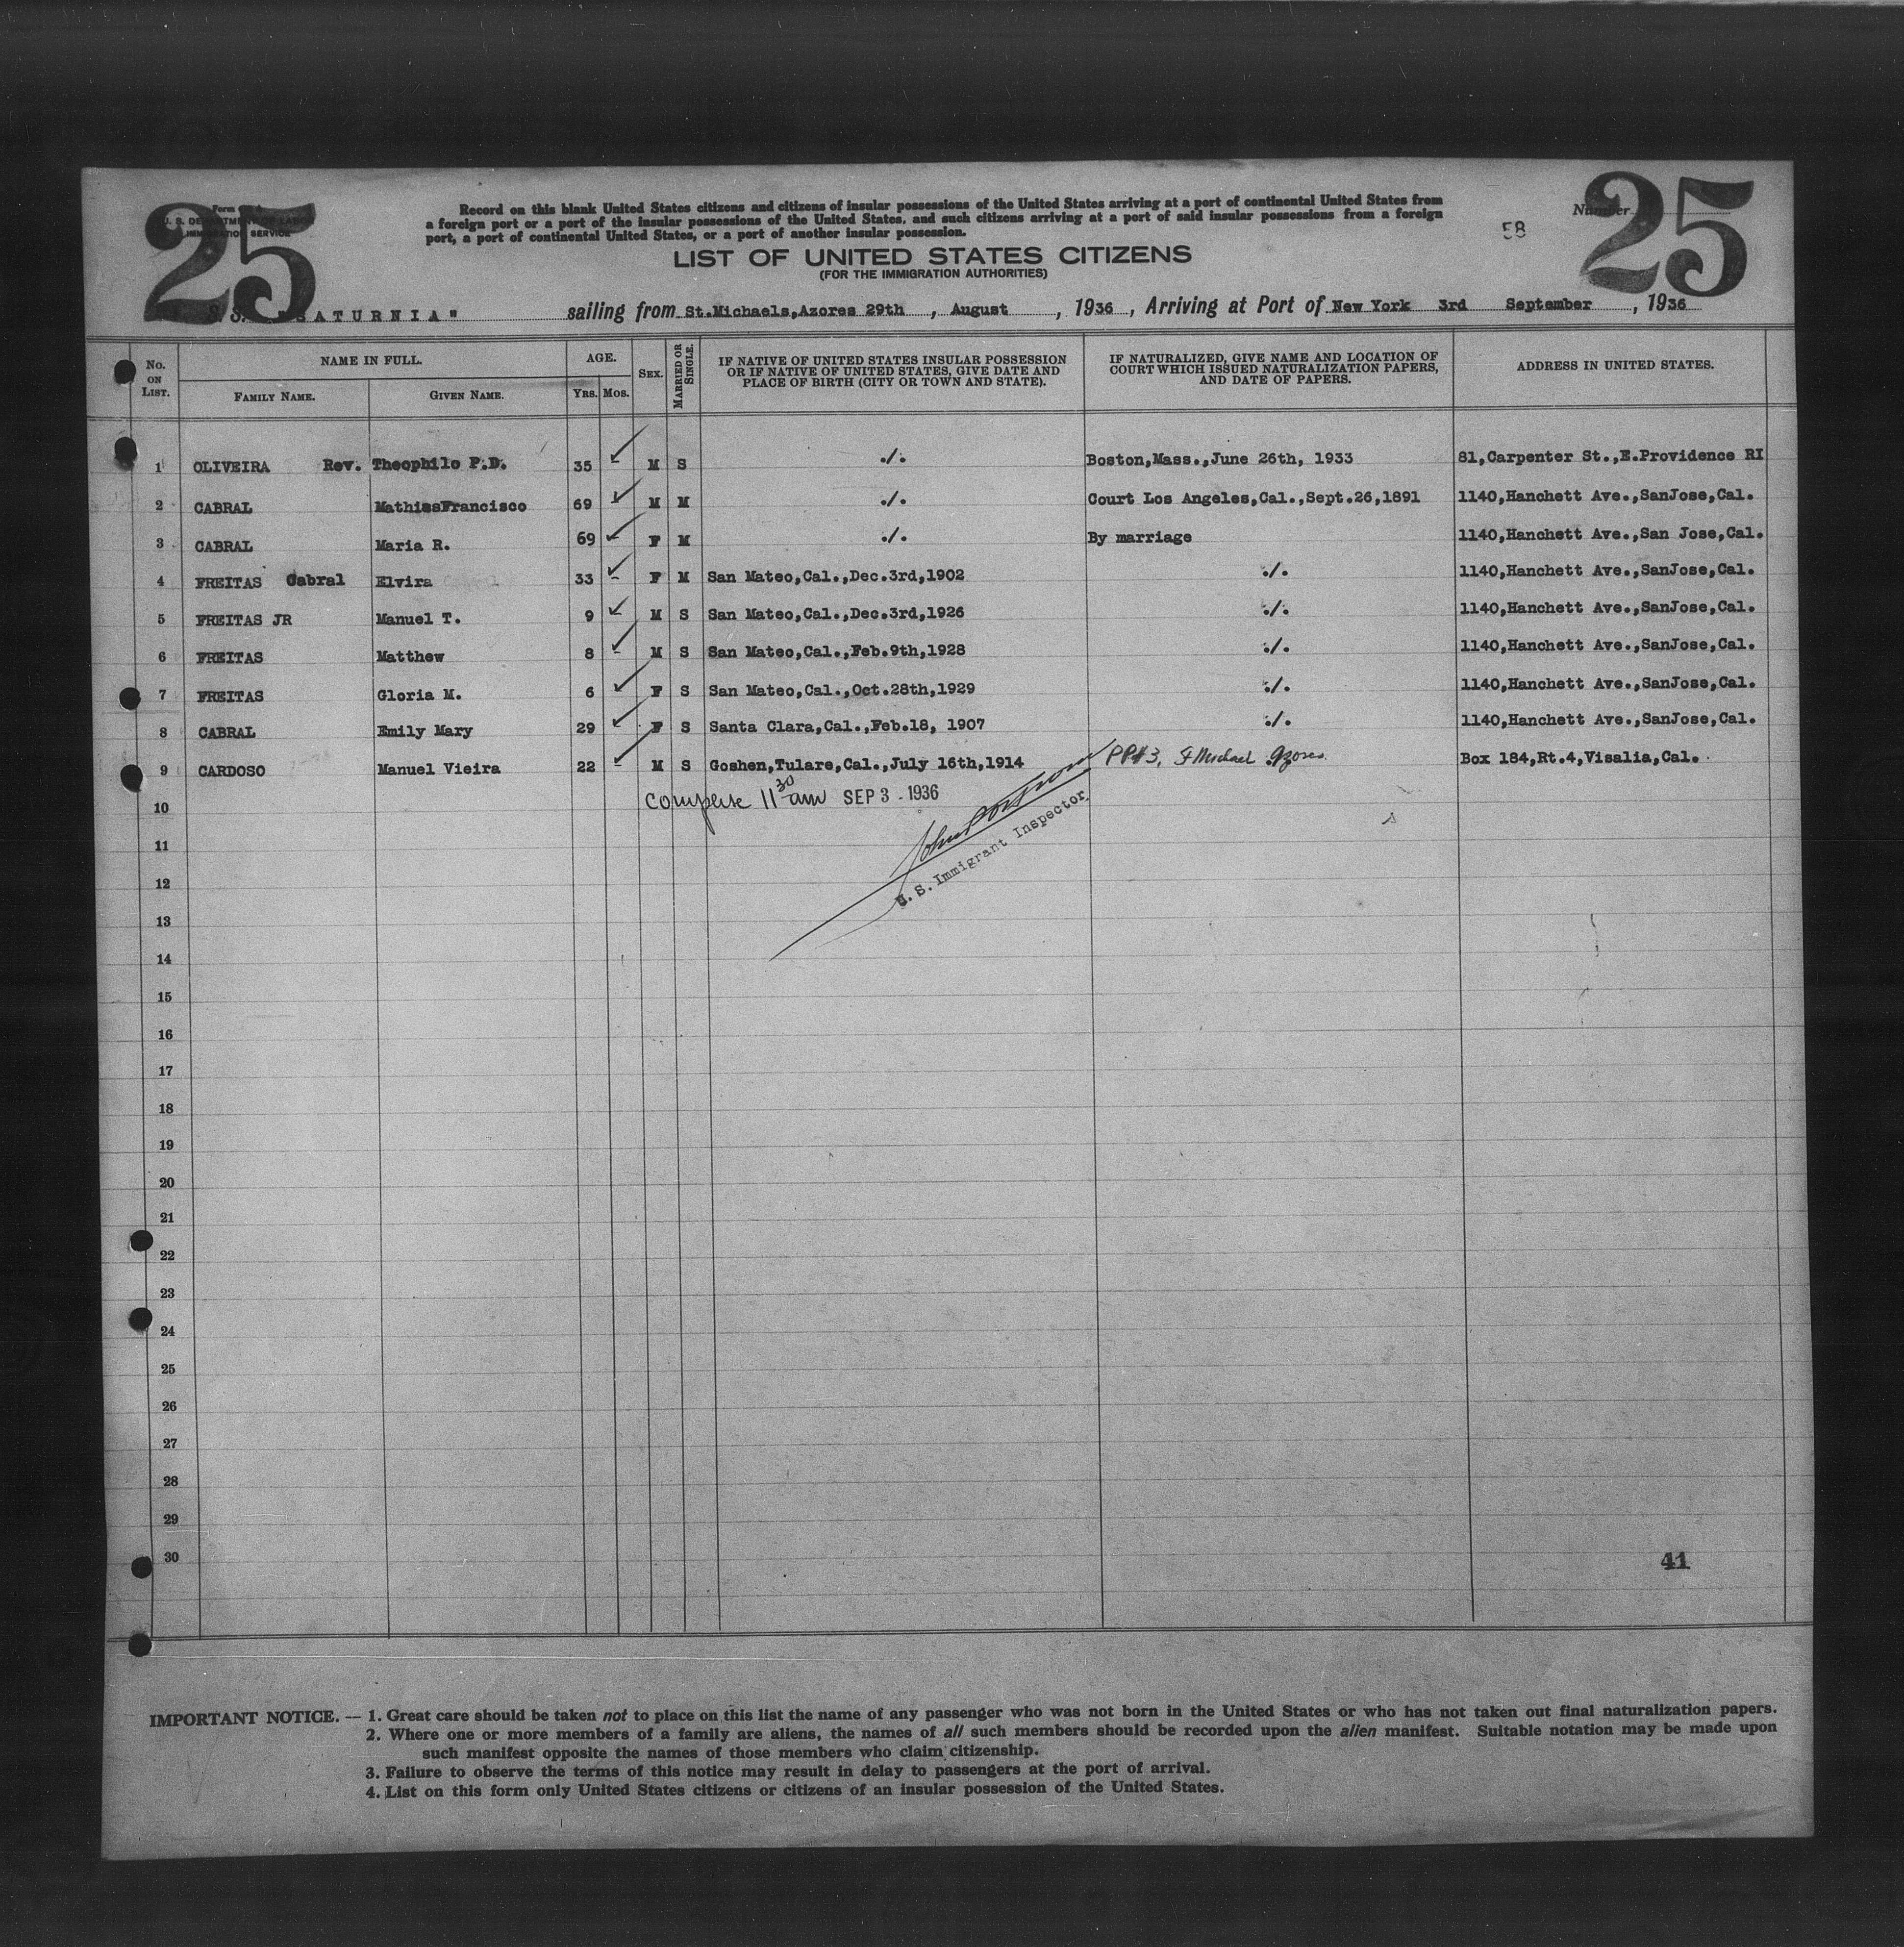 25
25
Form
U. S. DEPARTMENT OF LABOR
IMMIGRATION SERVICE
Number
58
Record on this blank United States citizens and citizens of insular possessions of the United States arriving at a port of continental United States from
a foreign port or a port of the insular possessions of the United States, and such citizens arriving at a port of said insular possessions from a foreign
port, a port of continental United States, or a port of another insular possession.
LIST OF UNITED STATES CITIZENS
(FOR THE IMMIGRATION AUTHORITIES)
S.S. "SATURNIA" sailing from St.Michaels,Azores 29th, August, 1936, Arriving at Port of New York 3rd September, 1936
No. ON LIST. NAME IN FULL. AGE. SEX. MARRIED OR SINGLE. IF NATIVE OF UNITED STATES INSULAR POSSESSION OR IF NATIVE OF UNITED STATES, GIVE DATE AND PLACE OF BIRTH (CITY OR TOWN AND STATE). IF NATURALIZED, GIVE NAME AND LOCATION OF COURT WHICH ISSUED NATURALIZATION PAPERS, AND DATE OF PAPERS. ADDRESS IN UNITED STATES.
FAMILY NAME. GIVEN NAME. YRS. MOS.
1 OLIVEIRA Rev. Theophilo P.D. 35 M S ./. Boston,Mass.,June 26th, 1933 81,Carpenter St.,E.Providence RI
2 CABRAL MathiasFrancisco 69 M M ./. Court Los Angeles,Cal.,Sept.26,1891 1140,Hanchett Ave.,SanJose,Cal.
3 CABRAL Maria R. 69 F M ./. By marriage 1140,Hanchett Ave.,San Jose,Cal.
4 FREITAS Cabral Elvira 33 - F M San Mateo,Cal.,Dec.3rd,1902 ./. 1140,Hanchett Ave.,SanJose,Cal.
5 FREITAS JR Manuel T. 9 M S San Mateo,Cal.,Dec.3rd,1926 ./. 1140,Hanchett Ave.,SanJose,Cal.
6 FREITAS Matthew 8 - M S San Mateo,Cal.,Feb.9th,1928 ./. 1140,Hanchett Ave.,SanJose,Cal.
7 FREITAS Gloria M. 6 F S San Mateo,Cal.,Oct.28th,1929 ./. 1140,Hanchett Ave.,SanJose,Cal.
8 CABRAL Emily Mary 29 F S Santa Clara,Cal.,Feb.18, 1907 ./. 1140,Hanchett Ave.,SanJose,Cal.
9 CARDOSO Manuel Vieira 22 - M S Goshen,Tulare,Cal.,July 16th,1914 PP#3, St Michael Azores Box 184,Rt.4,Visalia,Cal.
10 11 30 am SEP 3 - 1936
John
U. S. Immigrant Inspector
11
12
13
14
15
16
17
18
19
20
21
22
23
24
25
26
27
28
29
30
41
IMPORTANT NOTICE. — 1. Great care should be taken not to place on this list the name of any passenger who was not born in the United States or who has not taken out final naturalization papers.
2. Where one or more members of a family are aliens, the names of all such members should be recorded upon the alien manifest. Suitable notation may be made upon
such manifest opposite the names of those members who claim citizenship.
3. Failure to observe the terms of this notice may result in delay to passengers at the port of arrival.
4. List on this form only United States citizens or citizens of an insular possession of the United States.